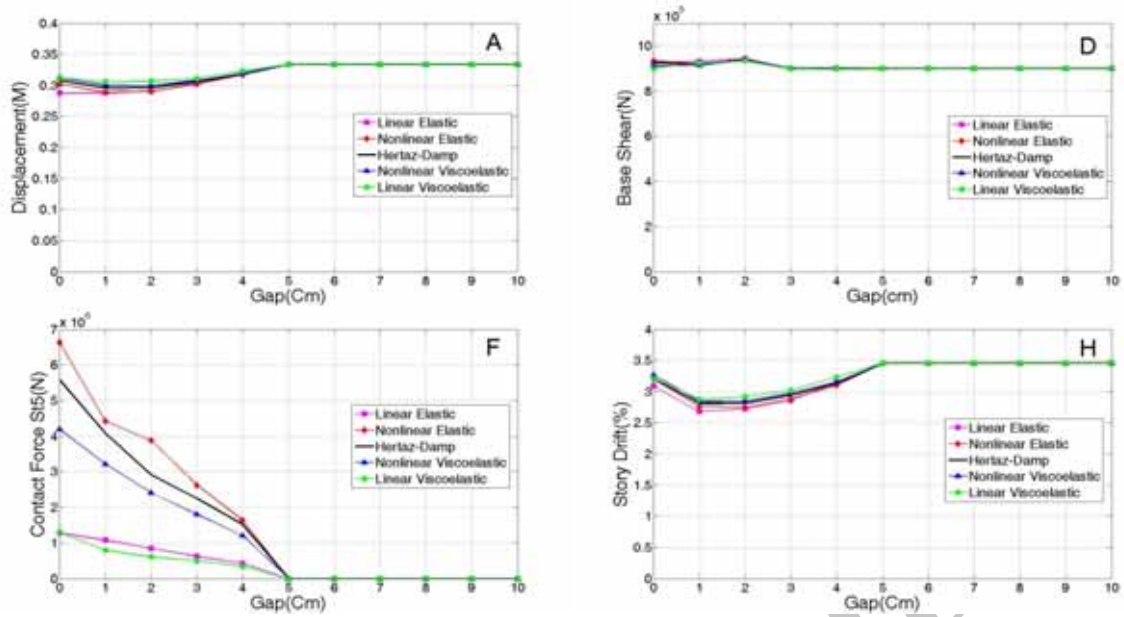 A
Displacement(M)
0.4
0.35
0.3
0.25
0.2
0.15
0.1
0.05
0
0 1 2 3 4 5 6 7 8 9 10
Gap(Cm)
Linear Elastic
Nonlinear Elastic
Hertaz-Damp
Nonlinear Viscoelastic
Linear Viscoelastic
D
x 10
Base Shear(N)
10
8
6
4
2
0
0 1 2 3 4 5 6 7 8 9 10
Gap(cm)
Linear Elastic
Nonlinear Elastic
Hertaz-Damp
Nonlinear Viscoelastic
Linear Viscoelastic
F
x 10
Contact Force St5(N)
7
6
5
4
3
2
1
0
0 1 2 3 4 5 6 7 8 9 10
Gap(Cm)
Linear Elastic
Nonlinear Elastic
Hertaz-Damp
Nonlinear Viscoelastic
Linear Viscoelastic
H
Story Drift(%)
4
3.5
3
2.5
2
1.5
1
0.5
0
0 1 2 3 4 5 6 7 8 9 10
Gap(Cm)
Linear Elastic
Nonlinear Elastic
Hertaz-Damp
Nonlinear Viscoelastic
Linear Viscoelastic